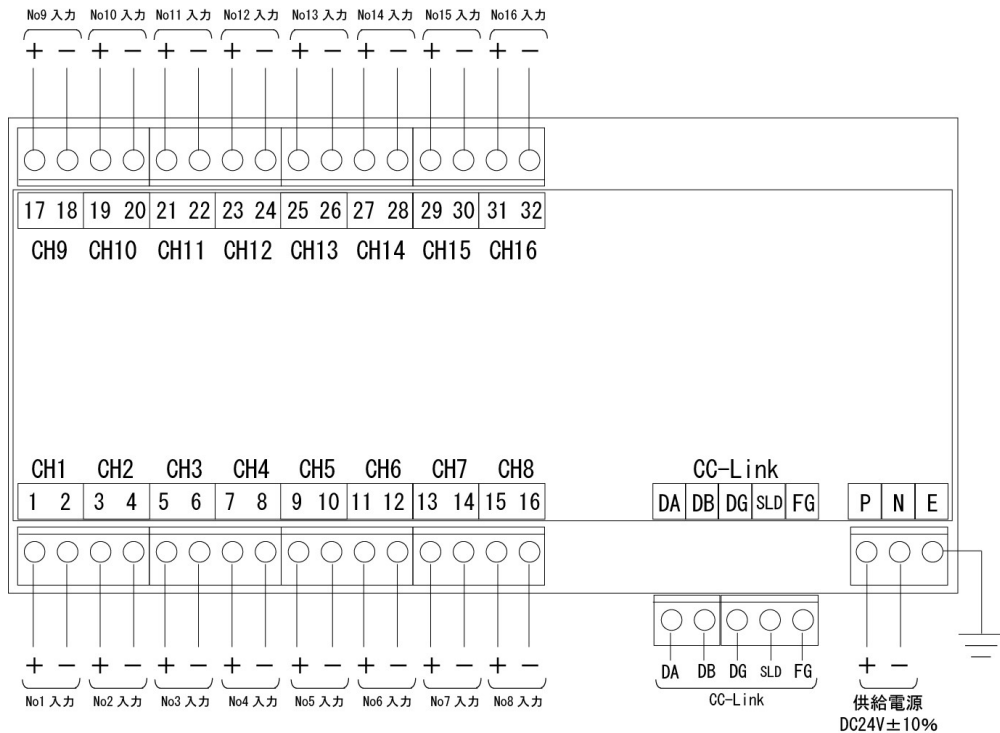 No9 入力 No10 入力 No11 入力 No12 入力 No13 入力 No14 入力 No15 入力 No16 入力
+ − + − + − + − + − + − + − + −
17 18 19 20 21 22 23 24 25 26 27 28 29 30 31 32
CH9 CH10 CH11 CH12 CH13 CH14 CH15 CH16
CH1 CH2 CH3 CH4 CH5 CH6 CH7 CH8 CC-Link
1 2 3 4 5 6 7 8 9 10 11 12 13 14 15 16 DA DB DG SLD FG P N E
+ − + − + − + − + − + − + − + − DA DB DG SLD FG + −
No1 入力 No2 入力 No3 入力 No4 入力 No5 入力 No6 入力 No7 入力 No8 入力 CC-Link 供給電源
DC24V±10%